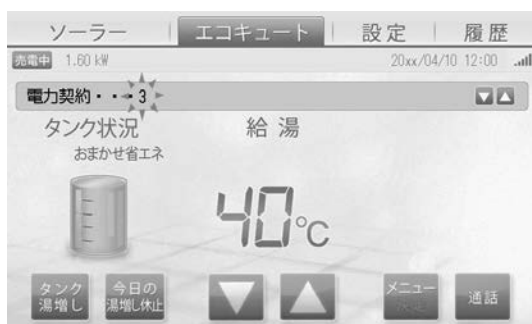 ソーラー エコキュート 設定 履歴
売電中 1.60 kW 20xx/04/10 12:00
電力契約・・・3
タンク状況 給湯
おまかせ省エネ
40℃
タンク 今日の メニュー 通話
湯増し 湯増し休止